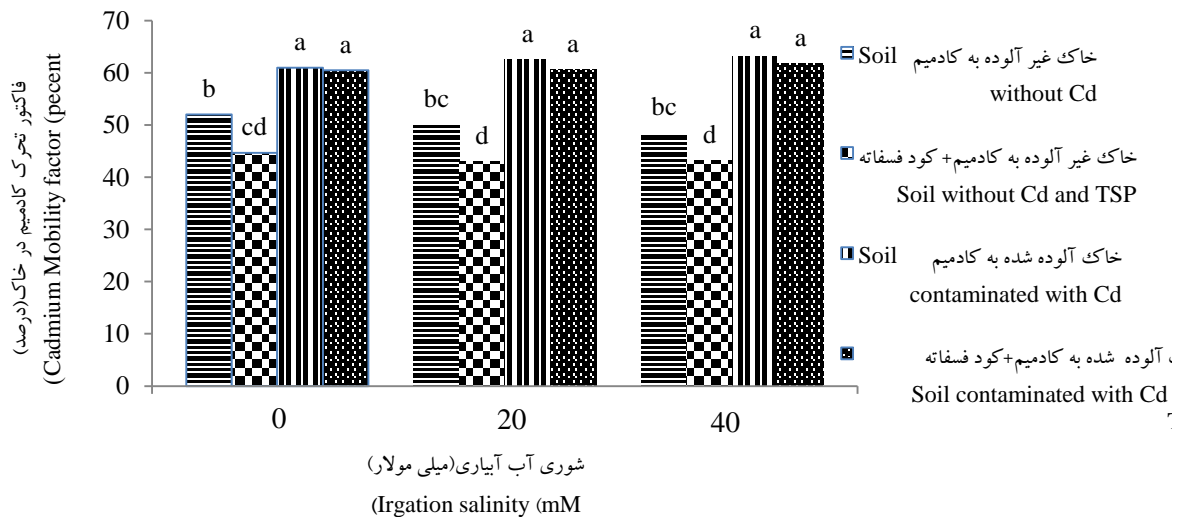 فاكتور تحرک کادمیم در خاک(درصد)
(Cadmium Mobility factor (pecent
70
60
50
40
30
20
10
0
b
cd
a
a
bc
d
a
a
bc
d
a
a
0
20
40
شوری آب آبیاری(میلی مولار)
(Irgation salinity (mM
خاک غیر آلوده به کادمیم Soil
without Cd
خاک غیر آلوده به کادمیم+ کود فسفاته
Soil without Cd and TSP
خاک آلوده شده به کادمیم Soil
contaminated with Cd
آلوده شده به کادمیم+کود فسفاته
Soil contaminated with Cd